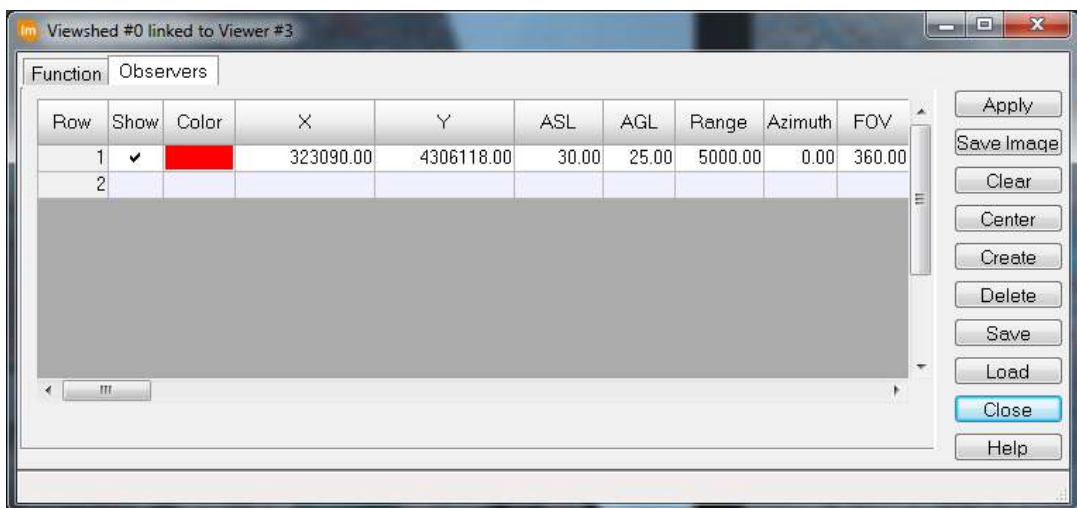 lm Viewshed #0 linked to Viewer #3
Function Observers
Row Show Color X Y ASL AGL Range Azimuth FOV
1 323090.00 4306118.00 30.00 25.00 5000.00 0.00 360.00
2
Apply
Save Image
Clear
Center
Create
Delete
Save
Load
Close
Help